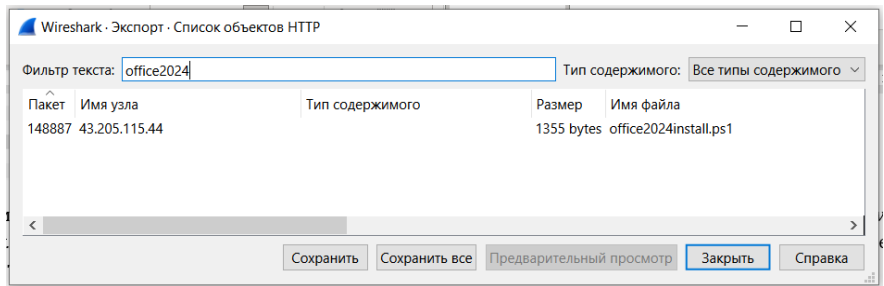 Wireshark · Экспорт · Список объектов HTTP
Фильтр текста: office2024 Тип содержимого: Все типы содержимого
Пакет Имя узла Тип содержимого Размер Имя файла
148887 43.205.115.44 1355 bytes office2024install.ps1
Сохранить Сохранить все Предварительный просмотр Закрыть Справка